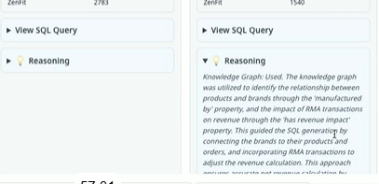 ZenFit 2783
ZenFit 1540
▶ View SQL Query
▶ View SQL Query
▶ 💡 Reasoning
▼ 💡 Reasoning
Knowledge Graph: Used. The knowledge graph
was utilized to identify the relationship between
products and brands through the 'manufactured
by' property, and the impact of RMA transactions
on revenue through the 'has revenue impact'
property. This guided the SQL generation by
connecting the brands to their products and
orders, and incorporating RMA transactions to
adjust the revenue calculation. This approach
ensures accurate net revenue calculation by